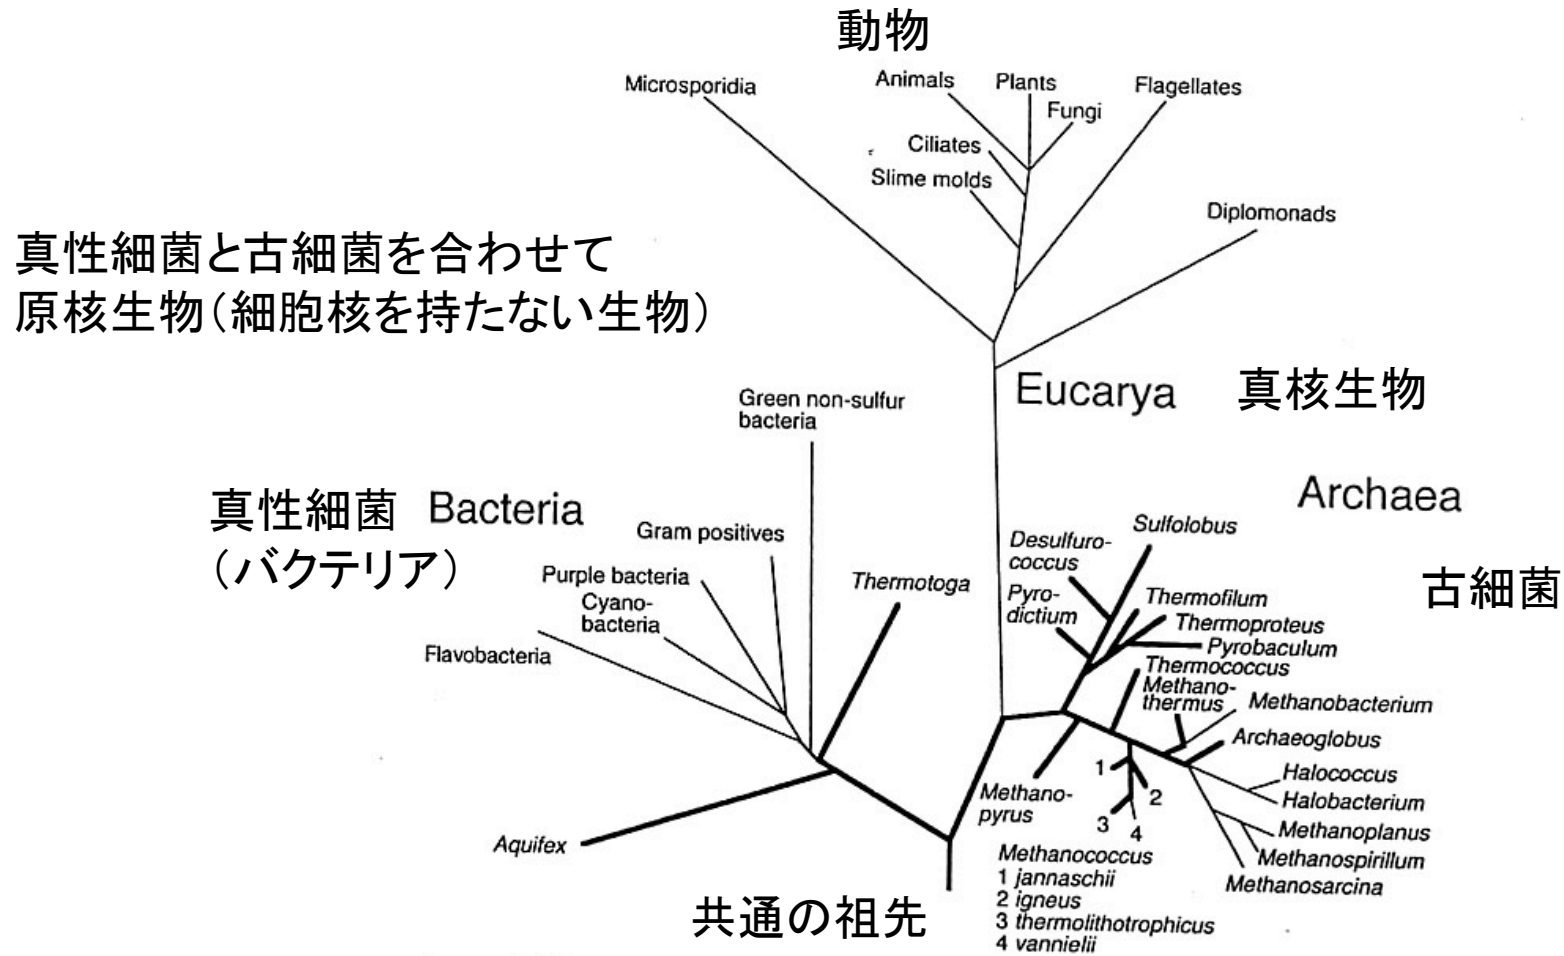 動物
Microsporidia
Animals
Plants
Fungi
Flagellates
Ciliates
Slime molds
Diplomonads
真性細菌と古細菌を合わせて
原核生物（細胞核を持たない生物）
Eucarya
真核生物
Green non-sulfur
bacteria
真性細菌
（バクテリア）
Bacteria
Archaea
古細菌
Gram positives
Purple bacteria
Cyano-
bacteria
Flavobacteria
Thermotoga
Aquifex
Sulfolobus
Desulfuro-
coccus
Pyro-
dictium
Thermofilum
Thermoproteus
Pyrobaculum
Thermococcus
Methano-
thermus
Methanobacterium
Archaeoglobus
Halococcus
Halobacterium
Methanoplanus
Methanospirillum
Methanosarcina
Methano-
pyrus
1
2
3
4
Methanococcus
1 jannaschii
2 igneus
3 thermolithotrophicus
4 vannielii
共通の祖先